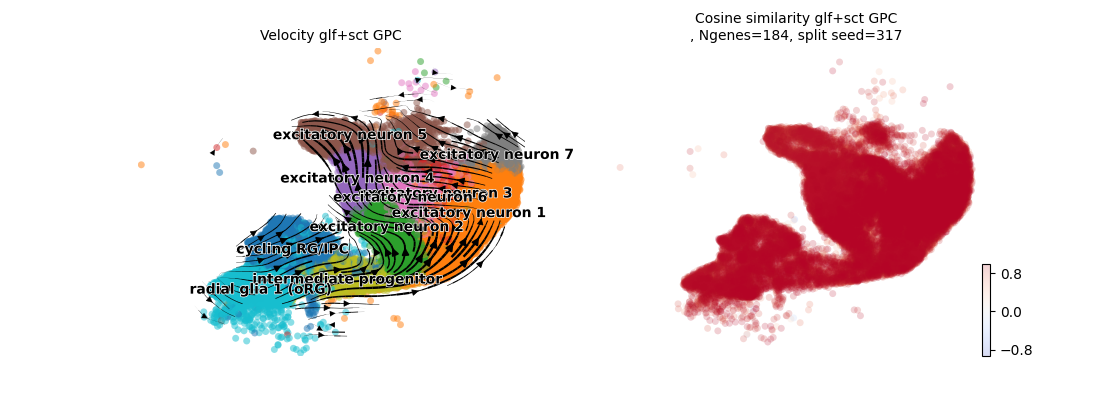 Velocity glf+sct GPC
excitatory neuron 5
excitatory neuron 7
excitatory neuron 4
excitatory neuron 3
excitatory neuron 6
excitatory neuron 1
excitatory neuron 2
cycling RG/IPC
intermediate progenitor
radial glia 1 (oRG)
Cosine similarity glf+sct GPC
, Ngenes=184, split seed=317
0.8
0.0
−0.8